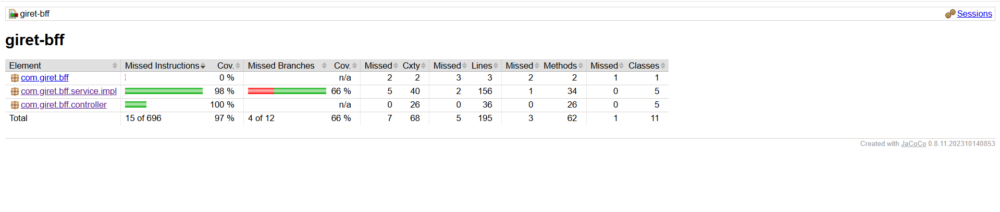 giret-bff Sessions
giret-bff
Element Missed Instructions Cov. Missed Branches Cov. Missed Cxty Missed Lines Missed Methods Missed Classes
com.giret.bff 0 % n/a 2 2 3 3 2 2 1 1
com.giret.bff.service.impl 98 % 66 % 5 40 2 156 1 34 0 5
com.giret.bff.controller 100 % n/a 0 26 0 36 0 26 0 5
Total 15 of 696 97 % 4 of 12 66 % 7 68 5 195 3 62 1 11
Created with JaCoCo 0.8.11.202310140853